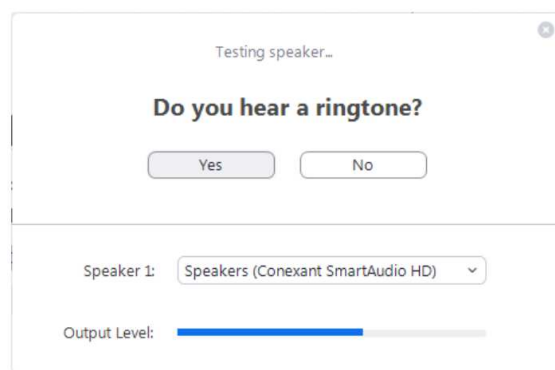 Testing speaker...
Do you hear a ringtone?
Yes No
Speaker 1: Speakers (Conexant SmartAudio HD)
Output Level: